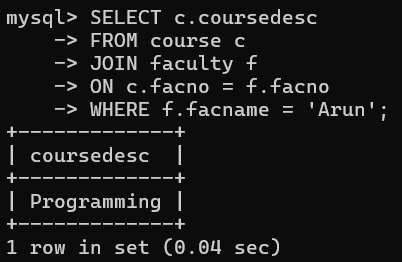 mysql> SELECT c.coursedesc
    -> FROM course c
    -> JOIN faculty f
    -> ON c.facno = f.facno
    -> WHERE f.facname = 'Arun';
+-------------+
| coursedesc  |
+-------------+
| Programming |
+-------------+
1 row in set (0.04 sec)